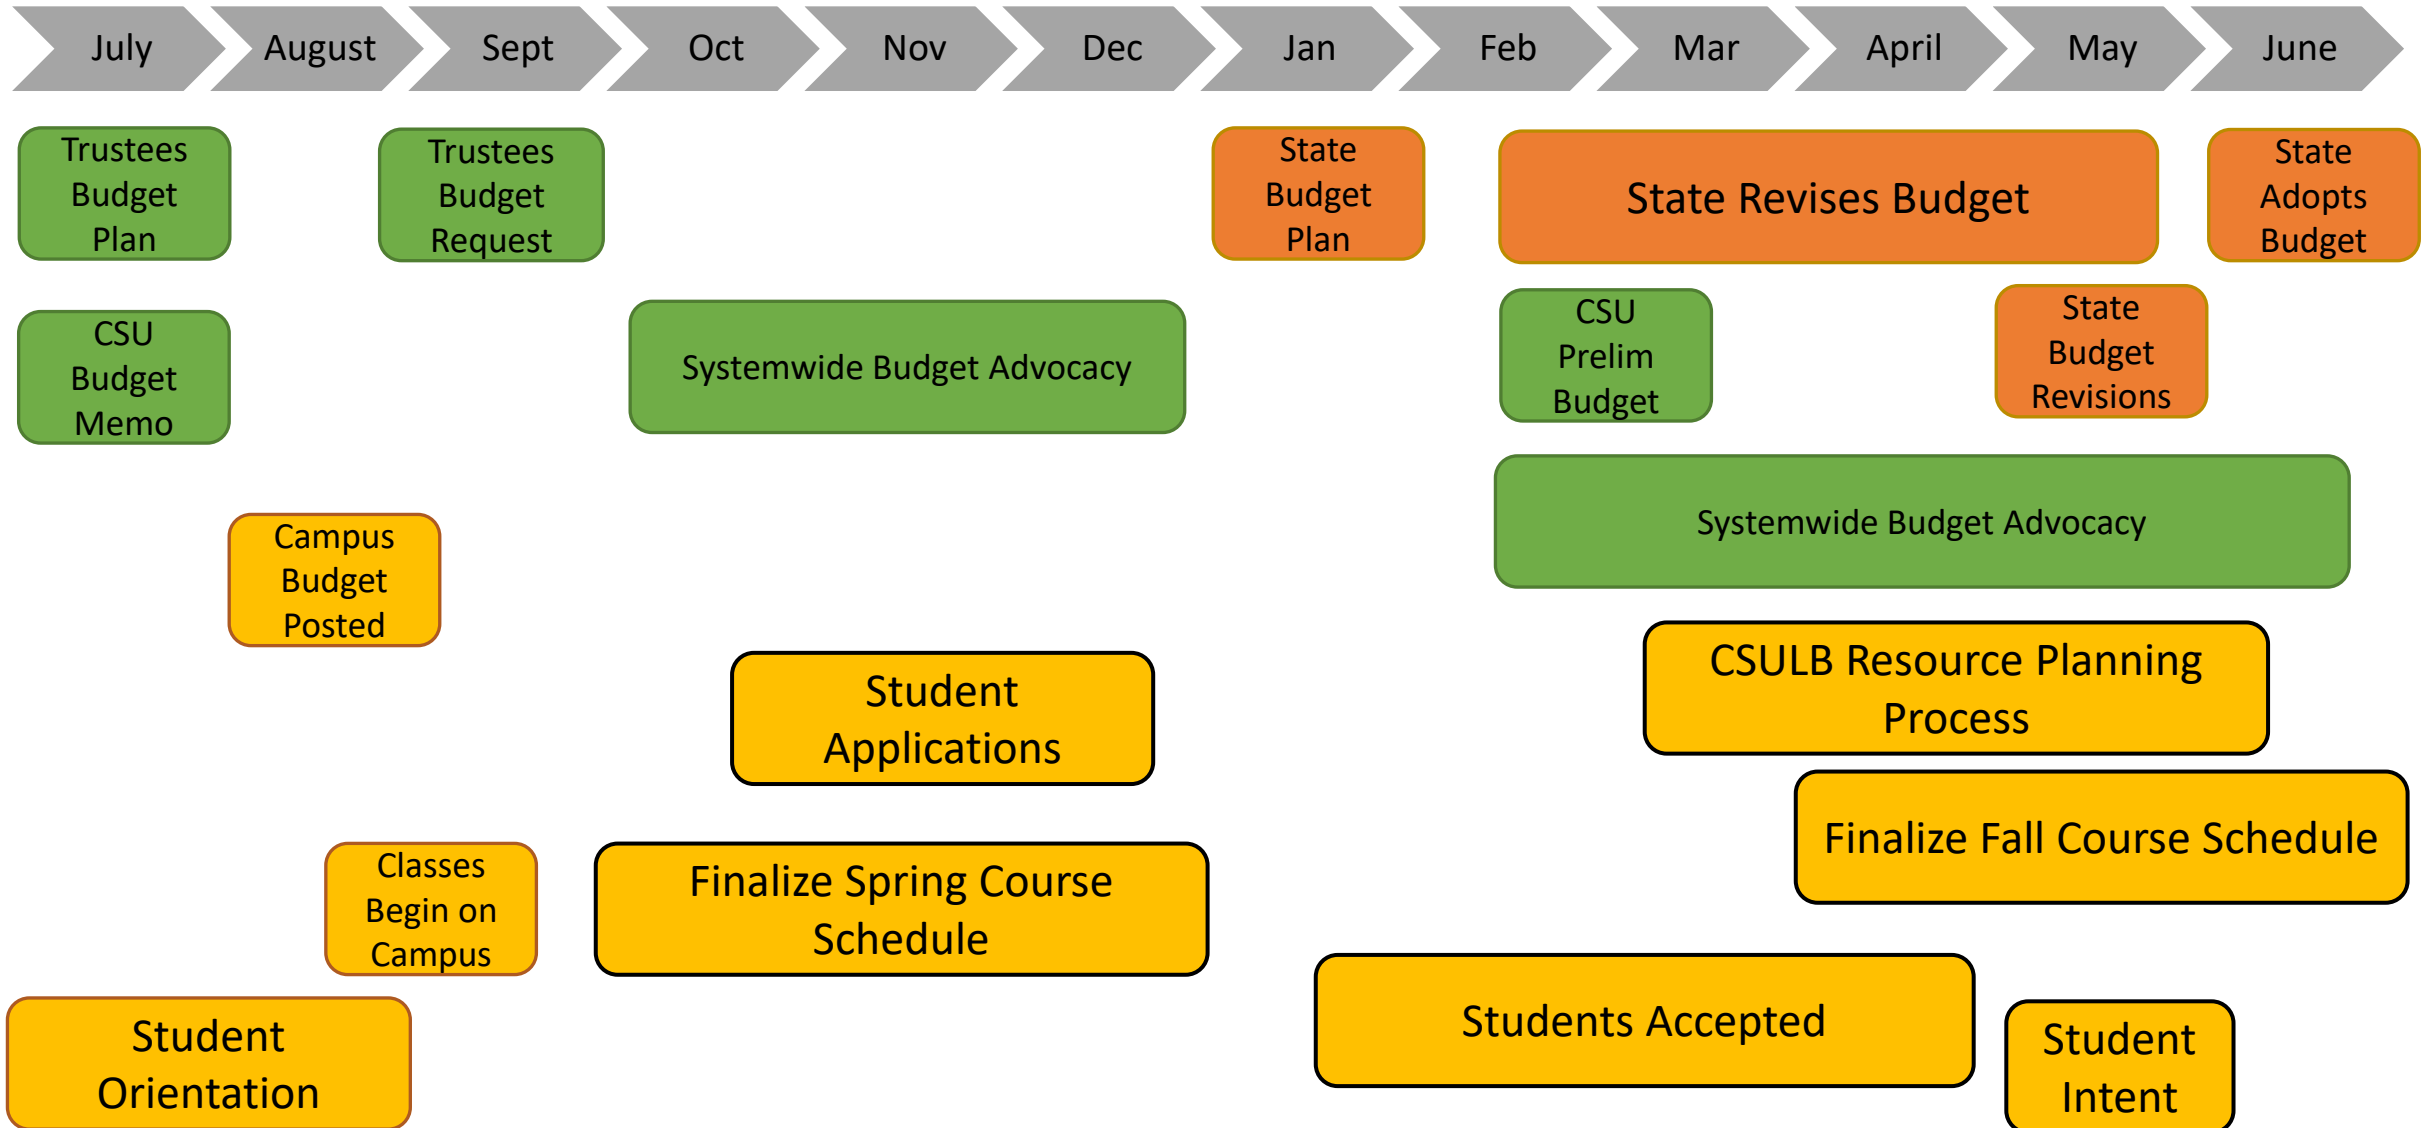 July
August
Sept
Oct
Nov
Dec
Jan
Feb
Mar
April
May
June
Trustees
Budget
Plan
Trustees
Budget
Request
State
Budget
Plan
State Revises Budget
State
Adopts
Budget
CSU
Budget
Memo
Systemwide Budget Advocacy
CSU
Prelim
Budget
State
Budget
Revisions
Systemwide Budget Advocacy
Campus
Budget
Posted
Student
Applications
CSULB Resource Planning
Process
Finalize Fall Course Schedule
Classes
Begin on
Campus
Finalize Spring Course
Schedule
Students Accepted
Student
Orientation
Student
Intent